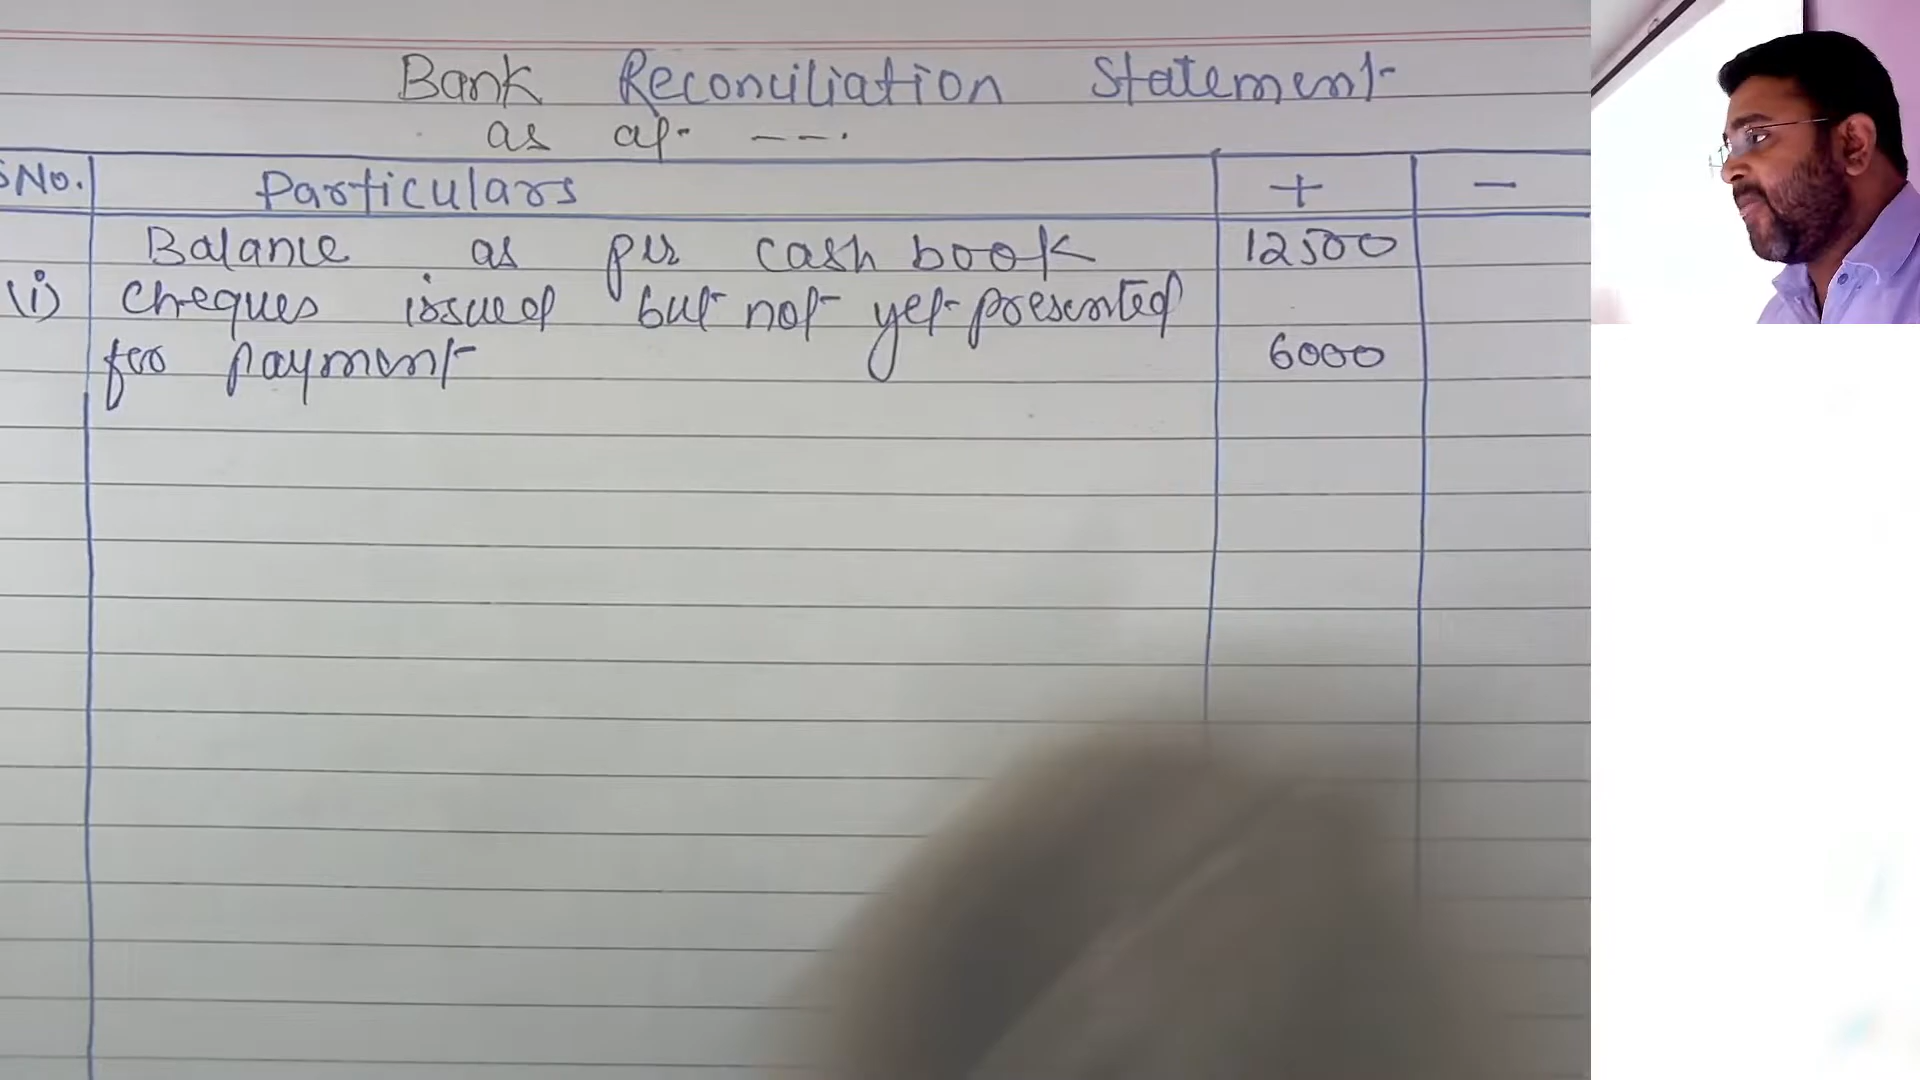 Bank Reconciliation Statement
as at ---.
SNo. Particulars + -
Balance as per cash book 12500
(i) cheques issued but not yet presented
for payment 6000